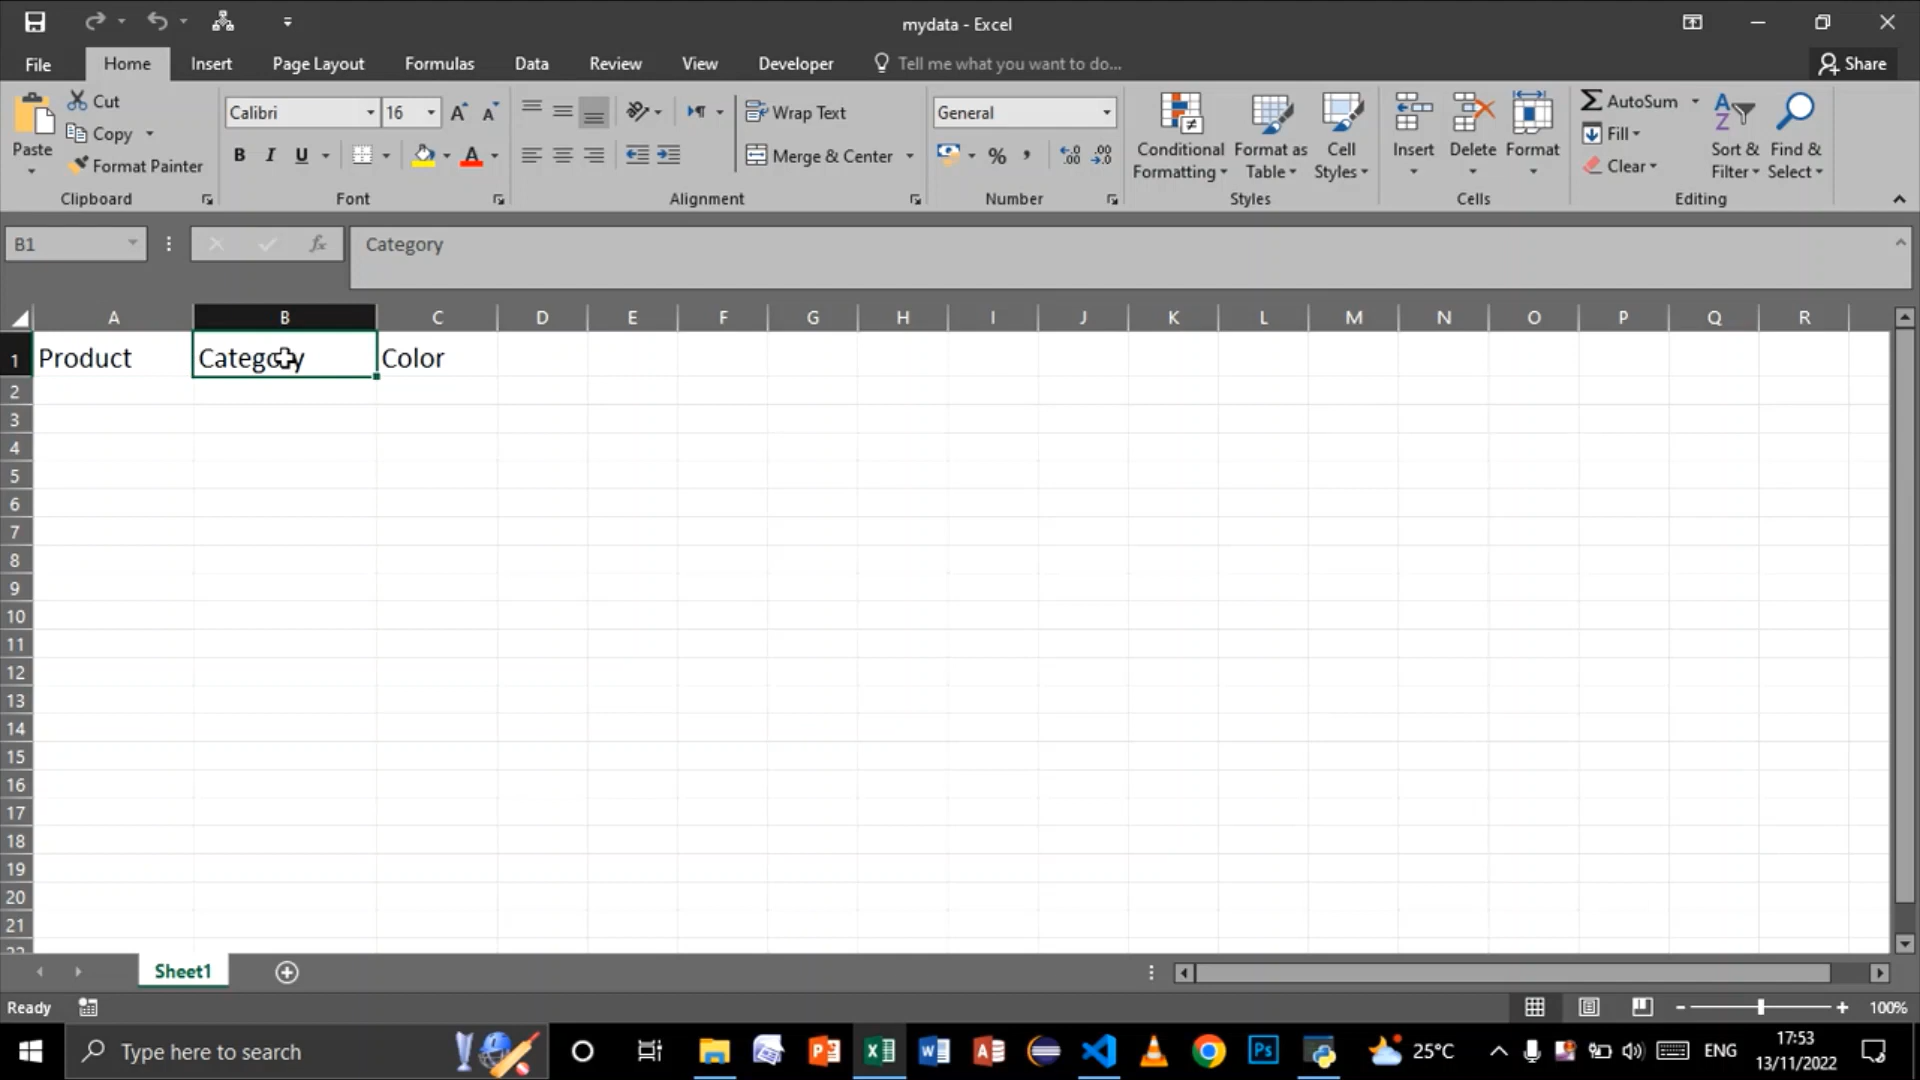 mydata - Excel
File Home Insert Page Layout Formulas Data Review View Developer Tell me what you want to do... Share
Paste Cut Copy Format Painter
Clipboard
Calibri 16
B I U
Font
Wrap Text
Merge & Center
Alignment
General
%
Number
Conditional Formatting Format as Table Cell Styles
Styles
Insert Delete Format
Cells
AutoSum
Fill
Clear
Sort & Filter Find & Select
Editing
B1 fx Category
A B C D E F G H I J K L M N O P Q R
1 Product Category Color
2
3
4
5
6
7
8
9
10
11
12
13
14
15
16
17
18
19
20
21
Sheet1
Ready 100%
Type here to search 25°C ENG 17:53
13/11/2022